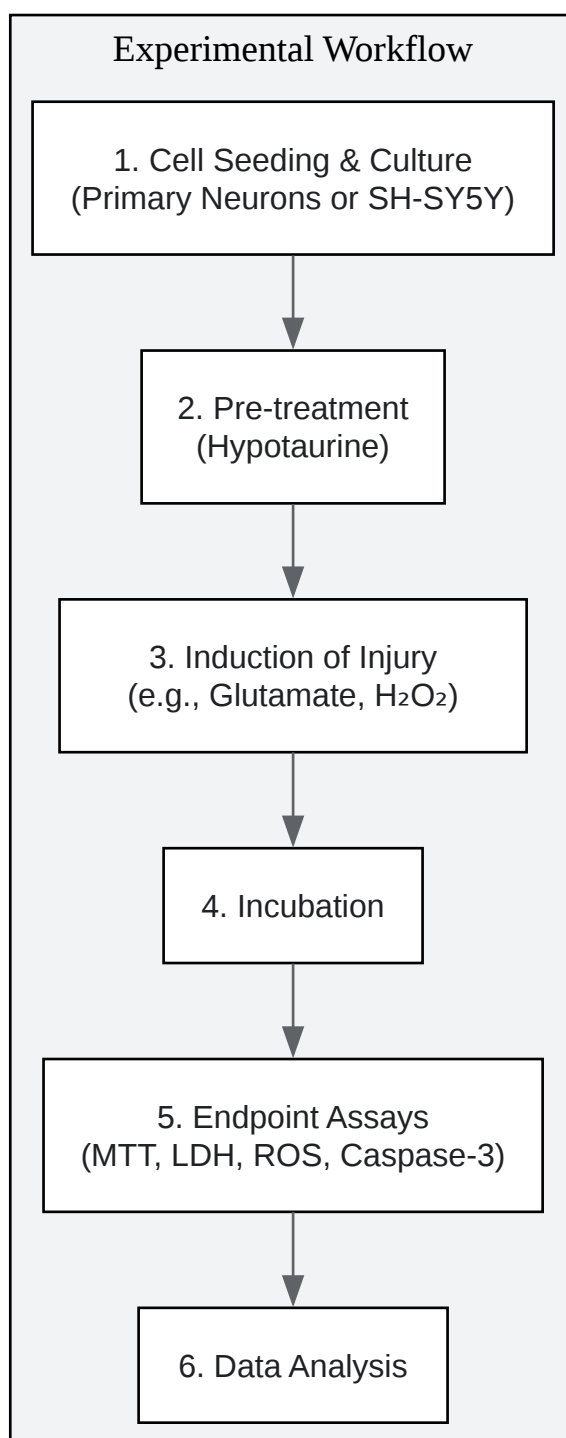 Experimental Workflow
1. Cell Seeding & Culture
(Primary Neurons or SH-SY5Y)
2. Pre-treatment
(Hypotaurine)
3. Induction of Injury
(e.g., Glutamate, H₂O₂)
4. Incubation
5. Endpoint Assays
(MTT, LDH, ROS, Caspase-3)
6. Data Analysis